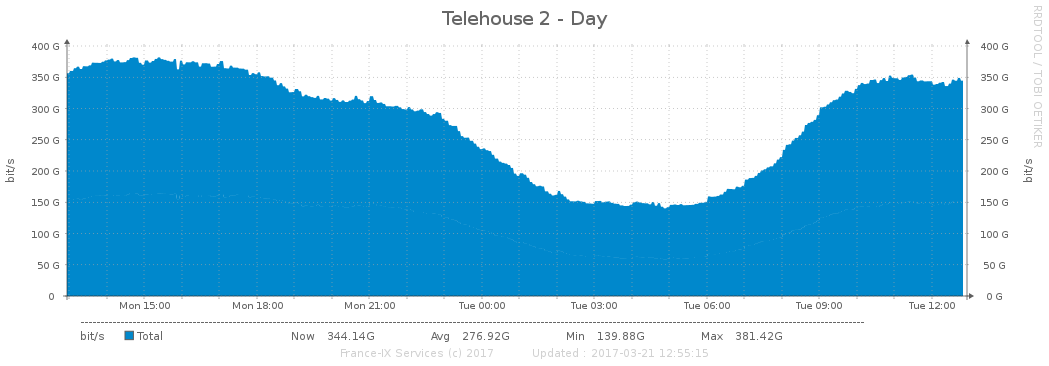 Telehouse 2 - Day
RRDTOOL / TOBI OETIKER
bit/s
400 G 400 G
350 G 350 G
300 G 300 G
250 G 250 G
200 G 200 G
150 G 150 G
100 G 100 G
50 G 50 G
0 0 G
bit/s
Mon 15:00 Mon 18:00 Mon 21:00 Tue 00:00 Tue 03:00 Tue 06:00 Tue 09:00 Tue 12:00
bit/s Total Now 344.14G Avg 276.92G Min 139.88G Max 381.42G
France-IX Services (c) 2017 Updated : 2017-03-21 12:55:15